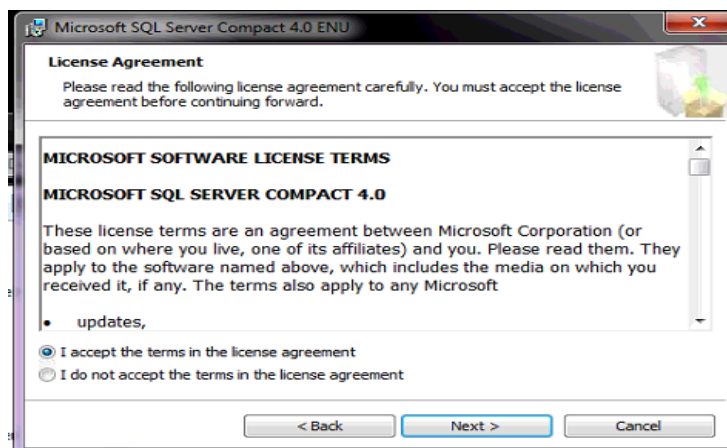 Microsoft SQL Server Compact 4.0 ENU
License Agreement
Please read the following license agreement carefully. You must accept the license
agreement before continuing forward.
MICROSOFT SOFTWARE LICENSE TERMS
MICROSOFT SQL SERVER COMPACT 4.0
These license terms are an agreement between Microsoft Corporation (or
based on where you live, one of its affiliates) and you. Please read them. They
apply to the software named above, which includes the media on which you
received it, if any. The terms also apply to any Microsoft
• updates,
I accept the terms in the license agreement
I do not accept the terms in the license agreement
< Back Next > Cancel